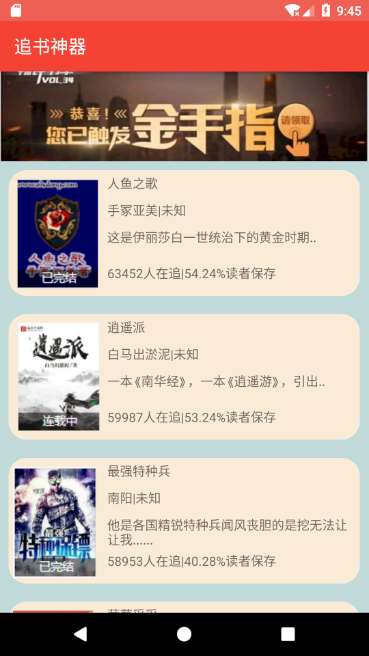 9:45
追书神器
VOL.34
恭喜！
您已触发
金手指
请领取
人鱼之歌
手冢亚美|未知
这是伊丽莎白一世统治下的黄金时期..
63452人在追|54.24%读者保存
人鱼之歌
已完结
逍遥派
白马出淤泥|未知
一本《南华经》，一本《逍遥游》，引出..
59987人在追|53.24%读者保存
逍遥派
连载中
最强特种兵
南阳|未知
他是各国精锐特种兵闻风丧胆的是挖无法让
让我......
58953人在追|40.28%读者保存
最强
已完结